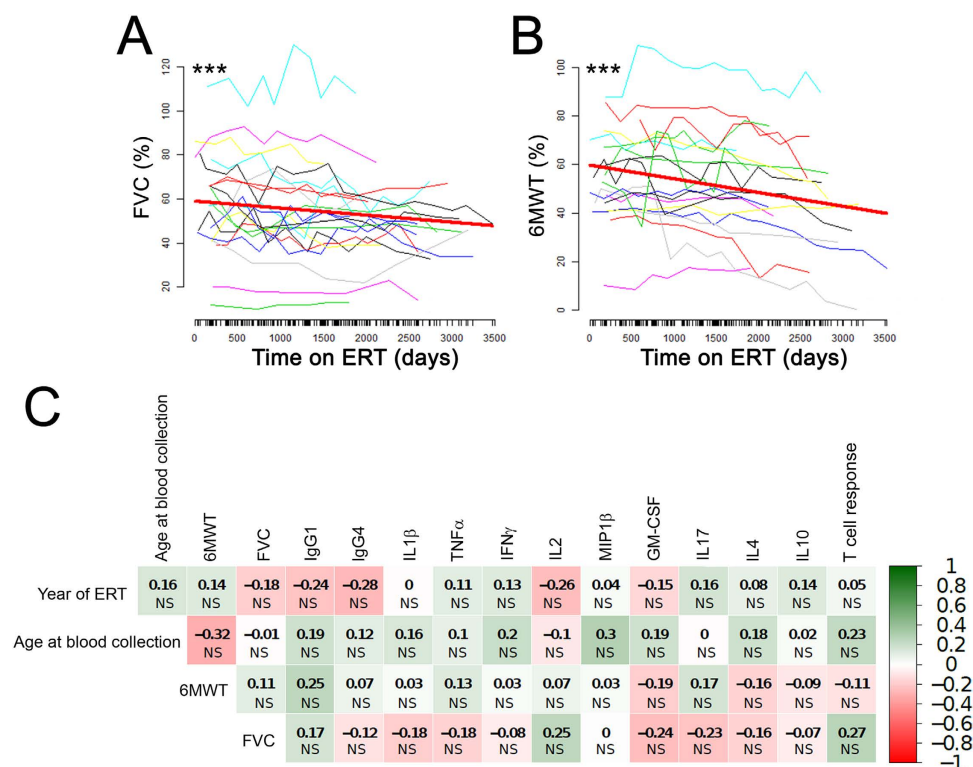 A
***
FVC (%)
120
100
80
60
40
20
0 500 1000 1500 2000 2500 3000 3500
Time on ERT (days)
B
***
6MWT (%)
100
80
60
40
20
0
0 500 1000 1500 2000 2500 3000 3500
Time on ERT (days)
C
Age at blood collection 6MWT FVC IgG1 IgG4 IL1β TNFα IFNγ IL2 MIP1β GM-CSF IL17 IL4 IL10 T cell response
Year of ERT 0.16 0.14 −0.18 −0.24 −0.28 0 0.11 0.13 −0.26 0.04 −0.15 0.16 0.08 0.14 0.05
NS NS NS NS NS NS NS NS NS NS NS NS NS NS NS
Age at blood collection −0.32 −0.01 0.19 0.12 0.16 0.1 0.2 −0.1 0.3 0.19 0 0.18 0.02 0.23
NS NS NS NS NS NS NS NS NS NS NS NS NS NS
6MWT 0.11 0.25 0.07 0.03 0.13 0.03 0.07 0.03 −0.19 0.17 −0.16 −0.09 −0.11
NS NS NS NS NS NS NS NS NS NS NS NS NS
FVC 0.17 −0.12 −0.18 −0.18 −0.08 0.25 0 −0.24 −0.23 −0.16 −0.07 0.27
NS NS NS NS NS NS NS NS NS NS NS NS
1
0.8
0.6
0.4
0.2
0
−0.2
−0.4
−0.6
−0.8
−1